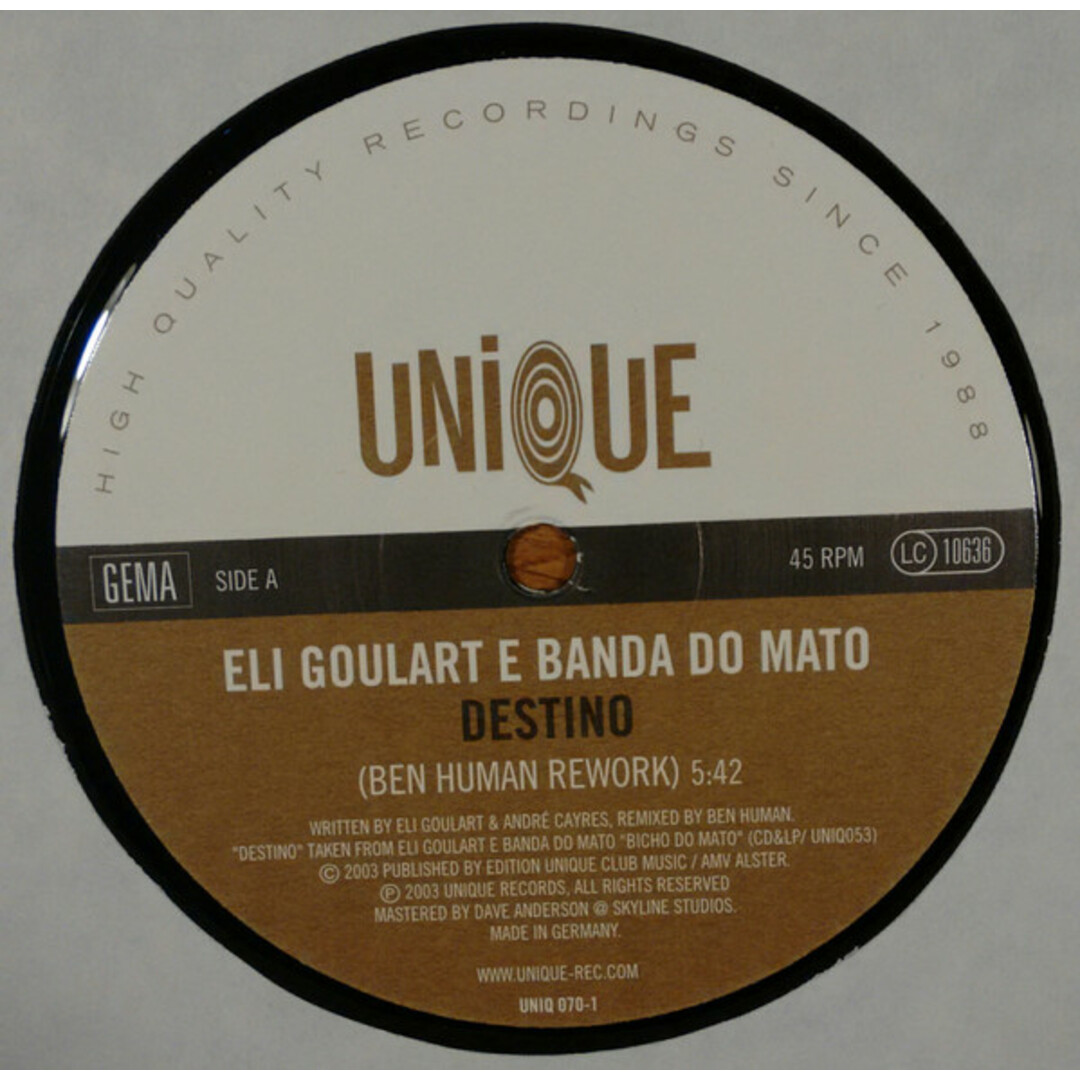 HIGH QUALITY RECORDINGS SINCE 1988
UNiQUE
GEMA SIDE A 45 RPM LC 10636
ELI GOULART E BANDA DO MATO
DESTINO
(BEN HUMAN REWORK) 5:42
WRITTEN BY ELI GOULART & ANDRÉ CAYRES, REMIXED BY BEN HUMAN.
"DESTINO" TAKEN FROM ELI GOULART E BANDA DO MATO "BICHO DO MATO" (CD&LP/ UNIQ053)
© 2003 PUBLISHED BY EDITION UNIQUE CLUB MUSIC / AMV ALSTER.
℗ 2003 UNIQUE RECORDS, ALL RIGHTS RESERVED
MASTERED BY DAVE ANDERSON @ SKYLINE STUDIOS.
MADE IN GERMANY.
WWW.UNIQUE-REC.COM
UNIQ 070-1